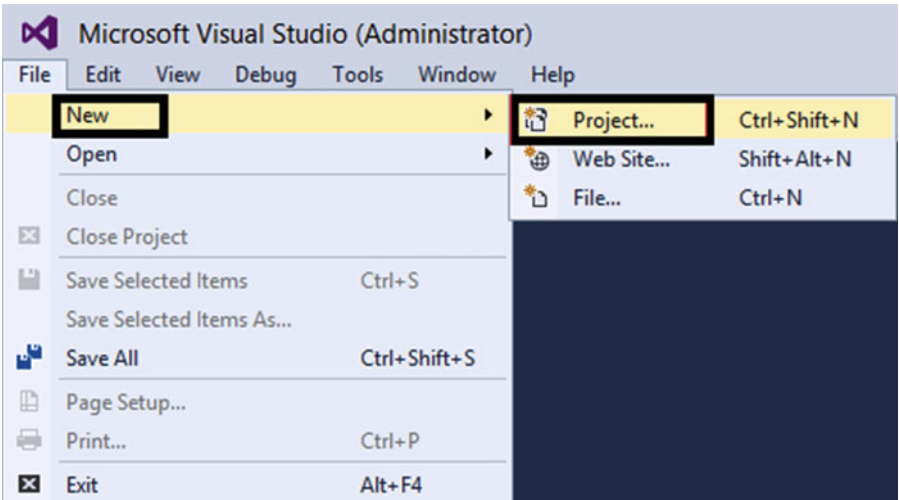 Microsoft Visual Studio (Administrator)
File Edit View Debug Tools Window Help
New
Project... Ctrl+Shift+N
Open
Web Site... Shift+Alt+N
Close
File... Ctrl+N
Close Project
Save Selected Items Ctrl+S
Save Selected Items As...
Save All Ctrl+Shift+S
Page Setup...
Print... Ctrl+P
Exit Alt+F4